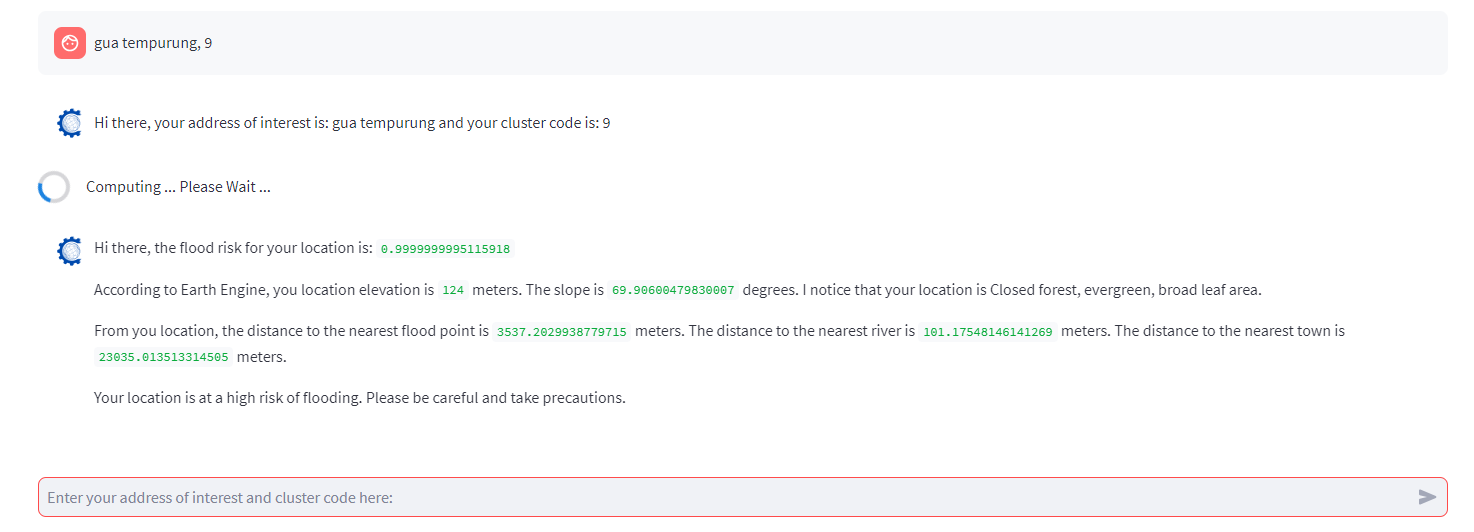 gua tempurung, 9
Hi there, your address of interest is: gua tempurung and your cluster code is: 9
Computing ... Please Wait ...
Hi there, the flood risk for your location is: 0.9999999995115918
According to Earth Engine, you location elevation is 124 meters. The slope is 69.90600479830007 degrees. I notice that your location is Closed forest, evergreen, broad leaf area.
From you location, the distance to the nearest flood point is 3537.2029938779715 meters. The distance to the nearest river is 101.17548146141269 meters. The distance to the nearest town is
23035.013513314505 meters.
Your location is at a high risk of flooding. Please be careful and take precautions.
Enter your address of interest and cluster code here: